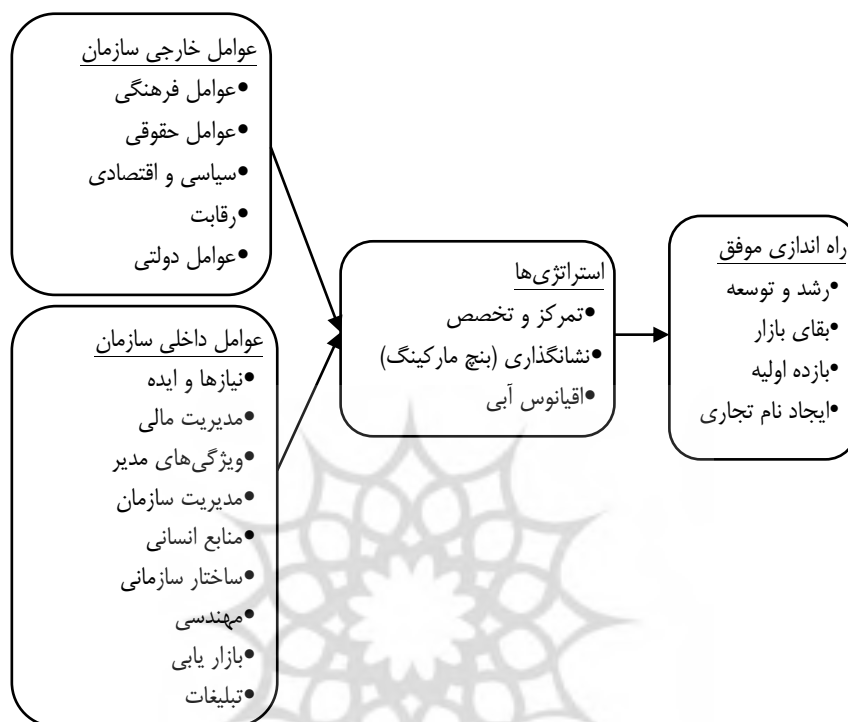 عوامل خارجی سازمان
•عوامل فرهنگی
•عوامل حقوقی
•سیاسی و اقتصادی
•رقابت
•عوامل دولتی
عوامل داخلی سازمان
•نیازها و ایده
•مدیریت مالی
•ویژگی‌های مدیر
•مدیریت سازمان
•منابع انسانی
•ساختار سازمانی
•مهندسی
•بازار یابی
•تبلیغات
استراتژی‌ها
•تمرکز و تخصص
•نشانگذاری (بنچ مارکینگ)
•اقیانوس آبی
راه اندازی موفق
•رشد و توسعه
•بقای بازار
•بازده اولیه
•ایجاد نام تجاری